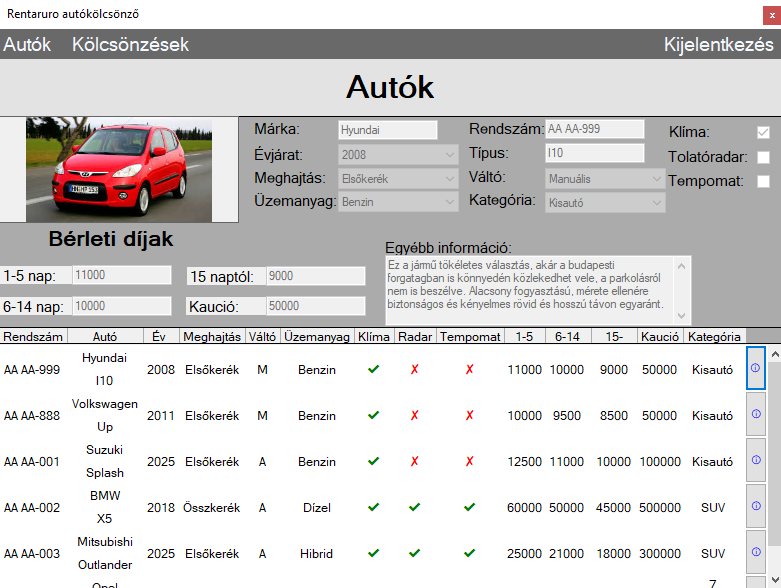 Rentaruro autókölcsönző
Autók Kölcsönzések Kijelentkezés
Autók
Márka: Hyundai Rendszám: AA AA-999 Klíma:
Évjárat: 2008 Típus: I10 Tolatóradar:
Meghajtás: Elsőkerék Váltó: Manuális Tempomat:
Üzemanyag: Benzin Kategória: Kisautó
Bérleti díjak
1-5 nap: 11000 15 naptól: 9000
6-14 nap: 10000 Kaució: 50000
Egyébb információ:
Ez a jármű tökéletes választás, akár a budapesti
forgatagban is könnyedén közlekedhet vele, a parkolásról
nem is beszélve. Alacsony fogyasztású, mérete ellenére
biztonságos és kényelmes rövid és hosszú távon egyaránt.
Rendszám Autó Év Meghajtás Váltó Üzemanyag Klíma Radar Tempomat 1-5 6-14 15- Kaució Kategória
Hyundai
AA AA-999 2008 Elsőkerék M Benzin ✓ ✗ ✗ 11000 10000 9000 50000 Kisautó
I10
Volkswagen
AA AA-888 2011 Elsőkerék M Benzin ✓ ✗ ✗ 10000 9500 8500 50000 Kisautó
Up
Suzuki
AA AA-001 2025 Elsőkerék A Benzin ✓ ✗ ✗ 12500 11000 10000 100000 Kisautó
Splash
BMW
AA AA-002 2018 Összkerék A Dízel ✓ ✓ ✓ 60000 50000 45000 500000 SUV
X5
Mitsubishi
AA AA-003 2025 Elsőkerék A Hibrid ✓ ✓ ✓ 25000 21000 18000 300000 SUV
Outlander
Opel 7